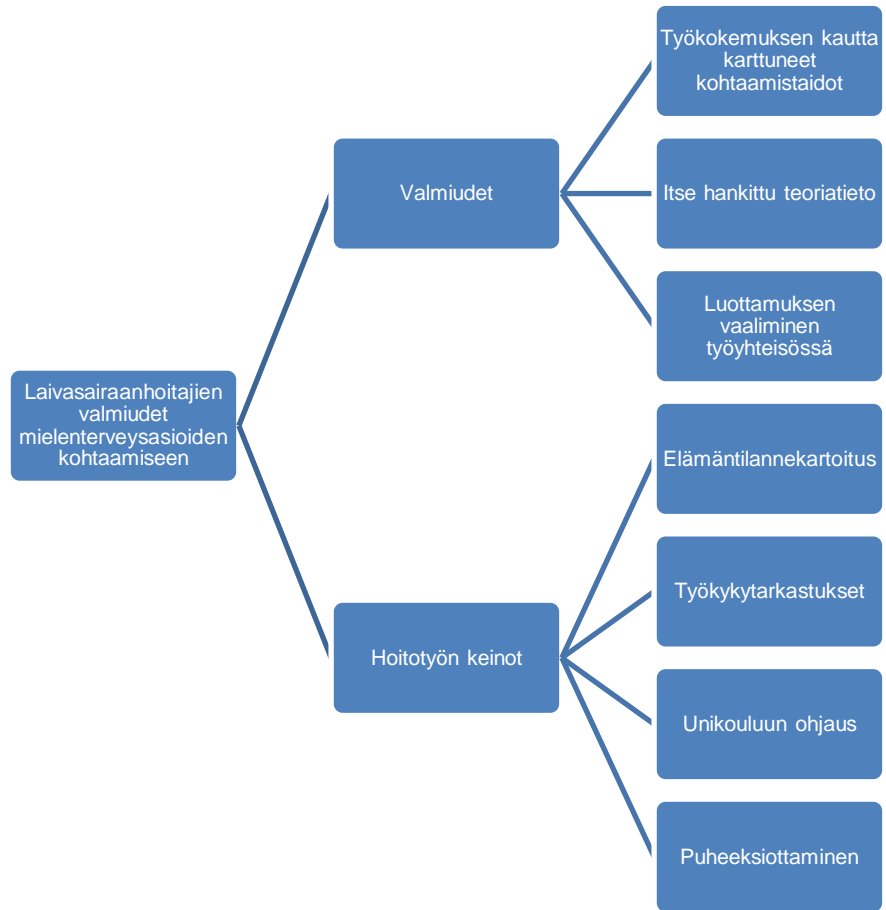 Laivasairaanhoitajien
valmiudet
mielenterveysasioiden
kohtaamiseen
Valmiudet
Työkokemuksen kautta
karttuneet
kohtaamistaidot
Itse hankittu teoriatieto
Luottamuksen
vaaliminen
työyhteisössä
Hoitotyön keinot
Elämäntilannekartoitus
Työkykytarkastukset
Unikouluun ohjaus
Puheeksiottaminen